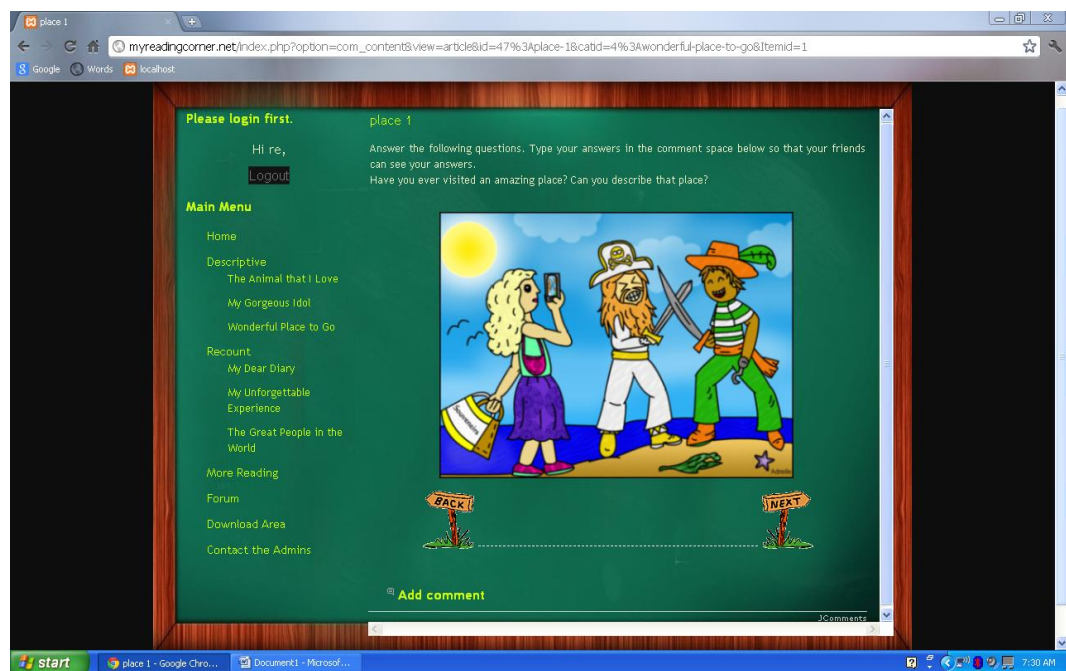 place 1
myreadingcorner.net/index.php?option=com_content&view=article&id=47%3Aplace-1&catid=4%3Awonderful-place-to-go&Itemid=1
Google Words localhost
Please login first.
Hi re,
Logout
Main Menu
Home
Descriptive
The Animal that I Love
My Gorgeous Idol
Wonderful Place to Go
Recount
My Dear Diary
My Unforgettable
Experience
The Great People in the
World
More Reading
Forum
Download Area
Contact the Admins
place 1
Answer the following questions. Type your answers in the comment space below so that your friends
can see your answers.
Have you ever visited an amazing place? Can you describe that place?
Souvenirs
BACK
NEXT
Add comment
JComments
start
place 1 - Google Chro...
Document1 - Microsof...
7:30 AM